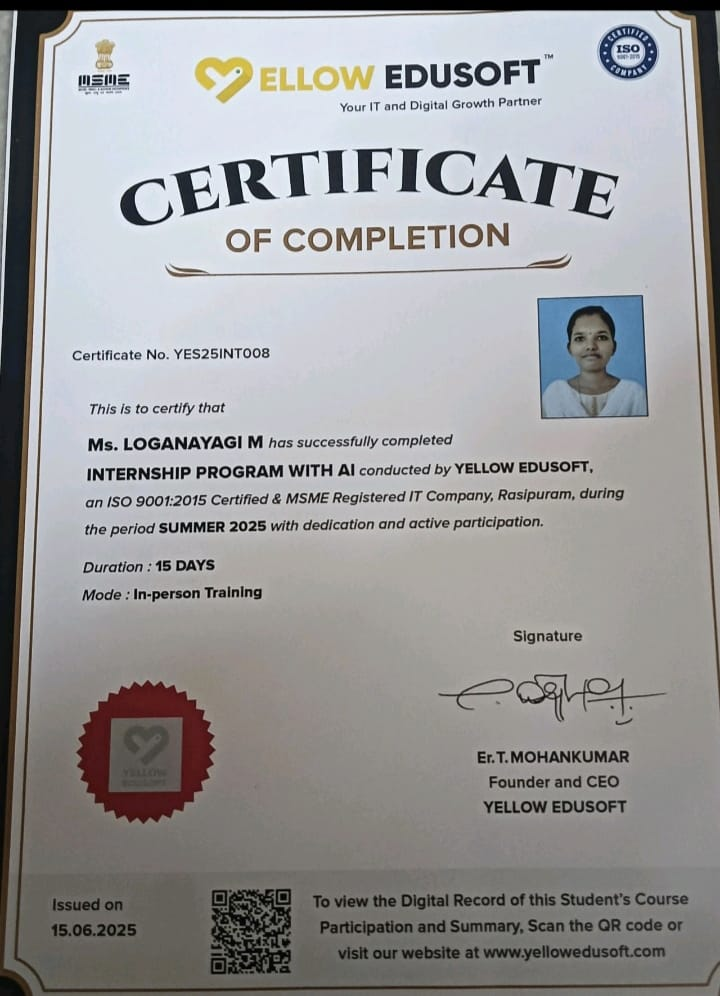 MSME
YELLOW EDUSOFT™
Your IT and Digital Growth Partner
CERTIFIED
ISO
9001:2015
COMPANY
CERTIFICATE
OF COMPLETION
Certificate No. YES25INT008
This is to certify that
Ms. LOGANAYAGI M has successfully completed
INTERNSHIP PROGRAM WITH AI conducted by YELLOW EDUSOFT,
an ISO 9001:2015 Certified & MSME Registered IT Company, Rasipuram, during
the period SUMMER 2025 with dedication and active participation.
Duration : 15 DAYS
Mode : In-person Training
Signature
Er.T.MOHANKUMAR
Founder and CEO
YELLOW EDUSOFT
YELLOW
EDUSOFT
Issued on
15.06.2025
To view the Digital Record of this Student's Course
Participation and Summary, Scan the QR code or
visit our website at www.yellowedusoft.com